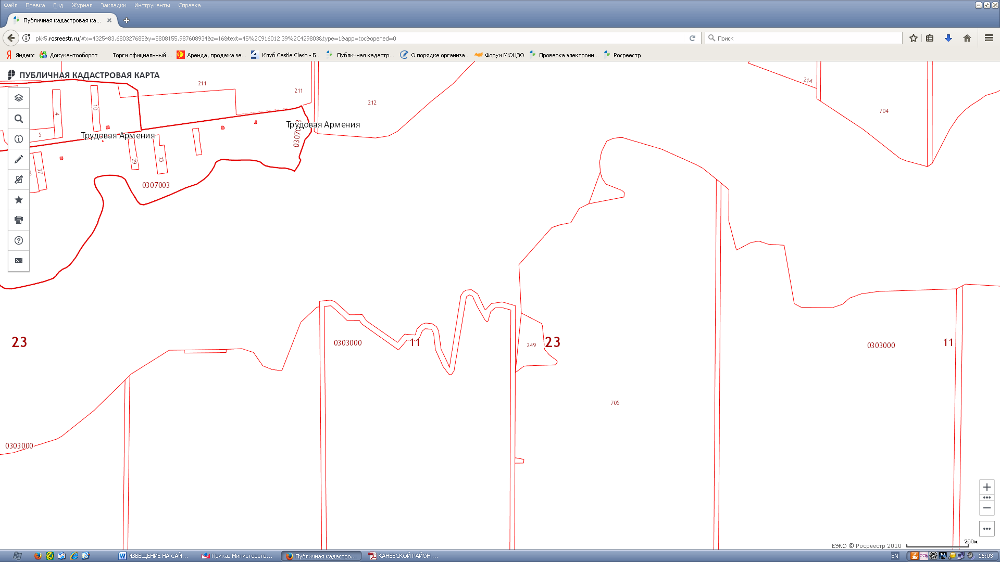 Файл Правка Вид Журнал Закладки Инструменты Справка
Публичная кадастровая ка...
pkk5.rosreestr.ru/#x=4325483.680327685&y=5808155.987608934&z=16&text=45%2C916012 39%2C429803&type=1&app=toc&opened=0
Поиск
Яндекс Документооборот Торги официальный ... Аренда, продажа зе... Клуб Castle Clash - Б... Публичная кадастр... О порядке организа... Форум МЮЦЗО Проверка электронн... Росреестр
ПУБЛИЧНАЯ КАДАСТРОВАЯ КАРТА
211
211
212
214
704
4
10
5
Трудовая Армения
Трудовая Армения
29
25
37
0307003
23
0303000
11
249
23
0303000
11
705
0303000
ЕЭКО © Росреестр 2010
200м
ИЗВЕЩЕНИЕ НА САЙ... Приказ Министерств... Публичная кадастро... КАНЕВСКОЙ РАЙОН ...
EN
16:03